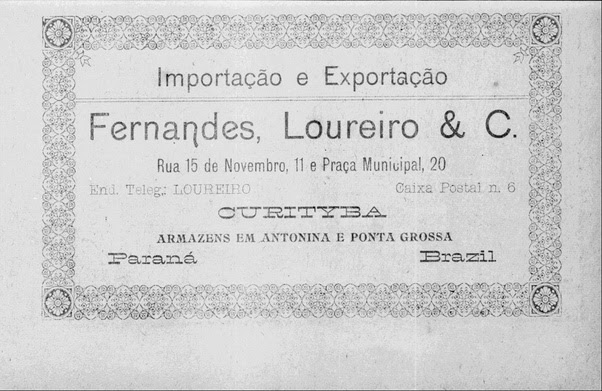 Importação e Exportação
Fernandes, Loureiro & C.
Rua 15 de Novembro, 11 e Praça Municipal, 20
End. Teleg.: LOUREIRO Caixa Postal n. 6
CURITYBA
ARMAZENS EM ANTONINA E PONTA GROSSA
Paraná Brazil